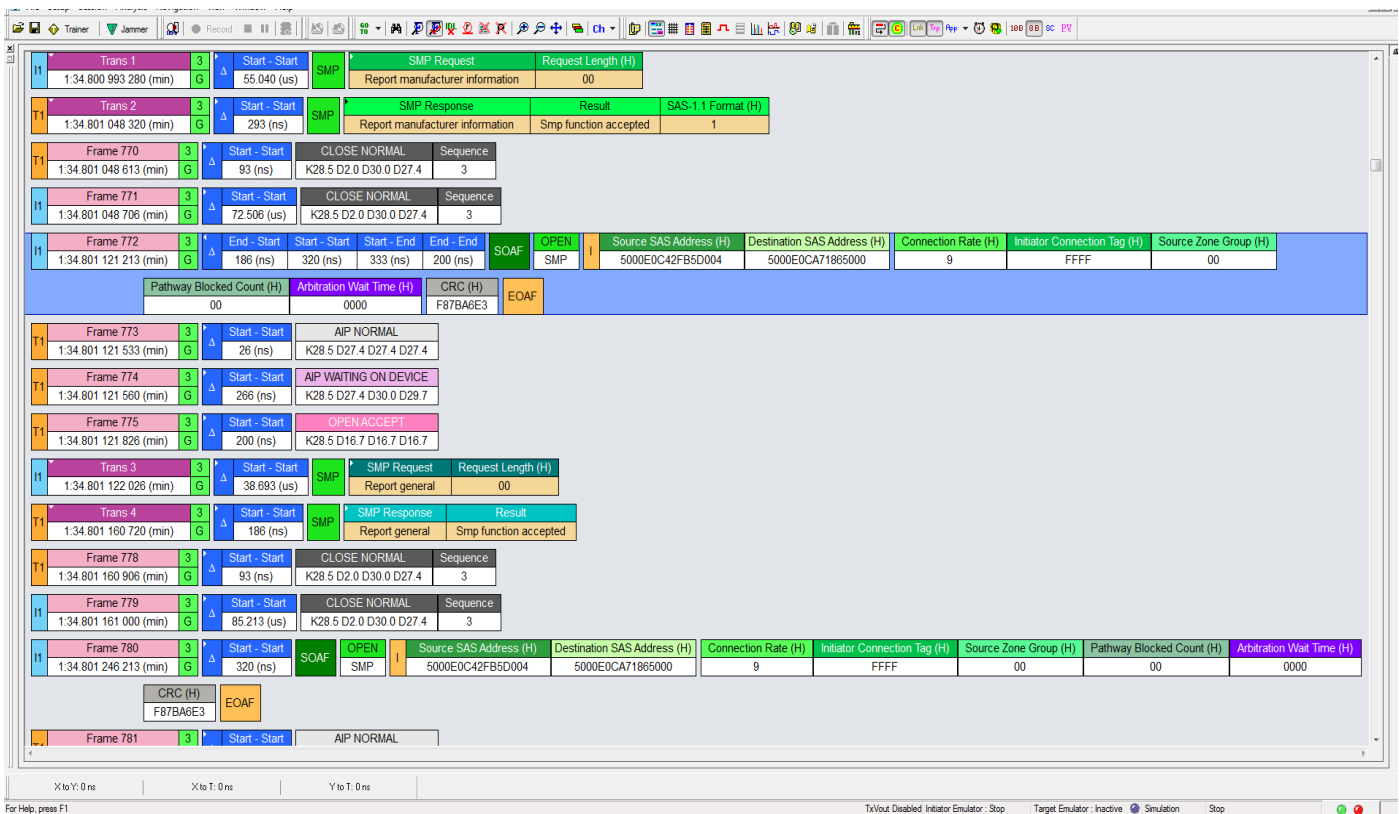 Trainer Jammer Record GO TO Ch Lnk Trp App 10B 8B SC PV
I1 Trans 1 3 Start - Start SMP SMP Request Request Length (H)
1:34.800 993 280 (min) G Δ 55.040 (us) Report manufacturer information 00
T1 Trans 2 3 Start - Start SMP SMP Response Result SAS-1.1 Format (H)
1:34.801 048 320 (min) G Δ 293 (ns) Report manufacturer information Smp function accepted 1
T1 Frame 770 3 Start - Start CLOSE NORMAL Sequence
1:34.801 048 613 (min) G Δ 93 (ns) K28.5 D2.0 D30.0 D27.4 3
I1 Frame 771 3 Start - Start CLOSE NORMAL Sequence
1:34.801 048 706 (min) G Δ 72.506 (us) K28.5 D2.0 D30.0 D27.4 3
I1 Frame 772 3 End - Start Start - Start Start - End End - End SOAF OPEN I Source SAS Address (H) Destination SAS Address (H) Connection Rate (H) Initiator Connection Tag (H) Source Zone Group (H)
1:34.801 121 213 (min) G Δ 186 (ns) 320 (ns) 333 (ns) 200 (ns) SMP 5000E0C42FB5D004 5000E0CA71865000 9 FFFF 00
Pathway Blocked Count (H) Arbitration Wait Time (H) CRC (H) EOAF
00 0000 F87BA6E3
T1 Frame 773 3 Start - Start AIP NORMAL
1:34.801 121 533 (min) G Δ 26 (ns) K28.5 D27.4 D27.4 D27.4
T1 Frame 774 3 Start - Start AIP WAITING ON DEVICE
1:34.801 121 560 (min) G Δ 266 (ns) K28.5 D27.4 D30.0 D29.7
T1 Frame 775 3 Start - Start OPEN ACCEPT
1:34.801 121 826 (min) G Δ 200 (ns) K28.5 D16.7 D16.7 D16.7
I1 Trans 3 3 Start - Start SMP SMP Request Request Length (H)
1:34.801 122 026 (min) G Δ 38.693 (us) Report general 00
T1 Trans 4 3 Start - Start SMP SMP Response Result
1:34.801 160 720 (min) G Δ 186 (ns) Report general Smp function accepted
T1 Frame 778 3 Start - Start CLOSE NORMAL Sequence
1:34.801 160 906 (min) G Δ 93 (ns) K28.5 D2.0 D30.0 D27.4 3
I1 Frame 779 3 Start - Start CLOSE NORMAL Sequence
1:34.801 161 000 (min) G Δ 85.213 (us) K28.5 D2.0 D30.0 D27.4 3
I1 Frame 780 3 Start - Start SOAF OPEN I Source SAS Address (H) Destination SAS Address (H) Connection Rate (H) Initiator Connection Tag (H) Source Zone Group (H) Pathway Blocked Count (H) Arbitration Wait Time (H)
1:34.801 246 213 (min) G Δ 320 (ns) SMP 5000E0C42FB5D004 5000E0CA71865000 9 FFFF 00 00 0000
CRC (H) EOAF
F87BA6E3
Frame 781 3 Start - Start AIP NORMAL
X to Y: 0 ns X to T: 0 ns Y to T: 0 ns
For Help, press F1 TxVout Disabled Initiator Emulator : Stop Target Emulator : Inactive Simulation Stop